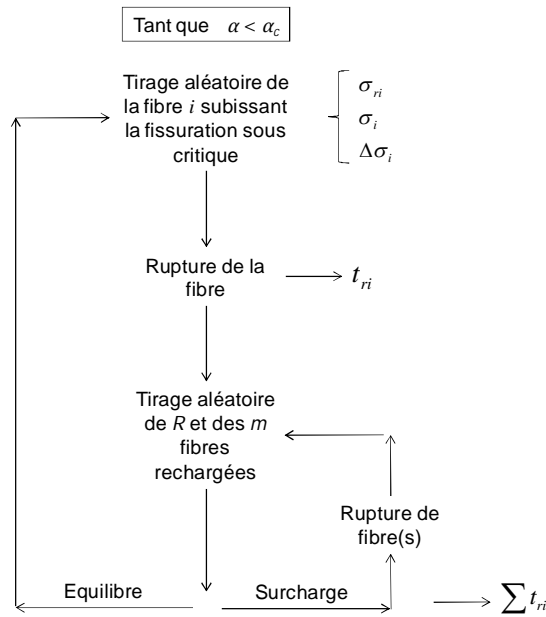 Tant que α < α_c
Tirage aléatoire de
la fibre i subissant
la fissuration sous
critique
σ_ri
σ_i
Δσ_i
Rupture de la
fibre
t_ri
Tirage aléatoire
de R et des m
fibres
rechargées
Rupture de
fibre(s)
Equilibre
Surcharge
∑ t_ri